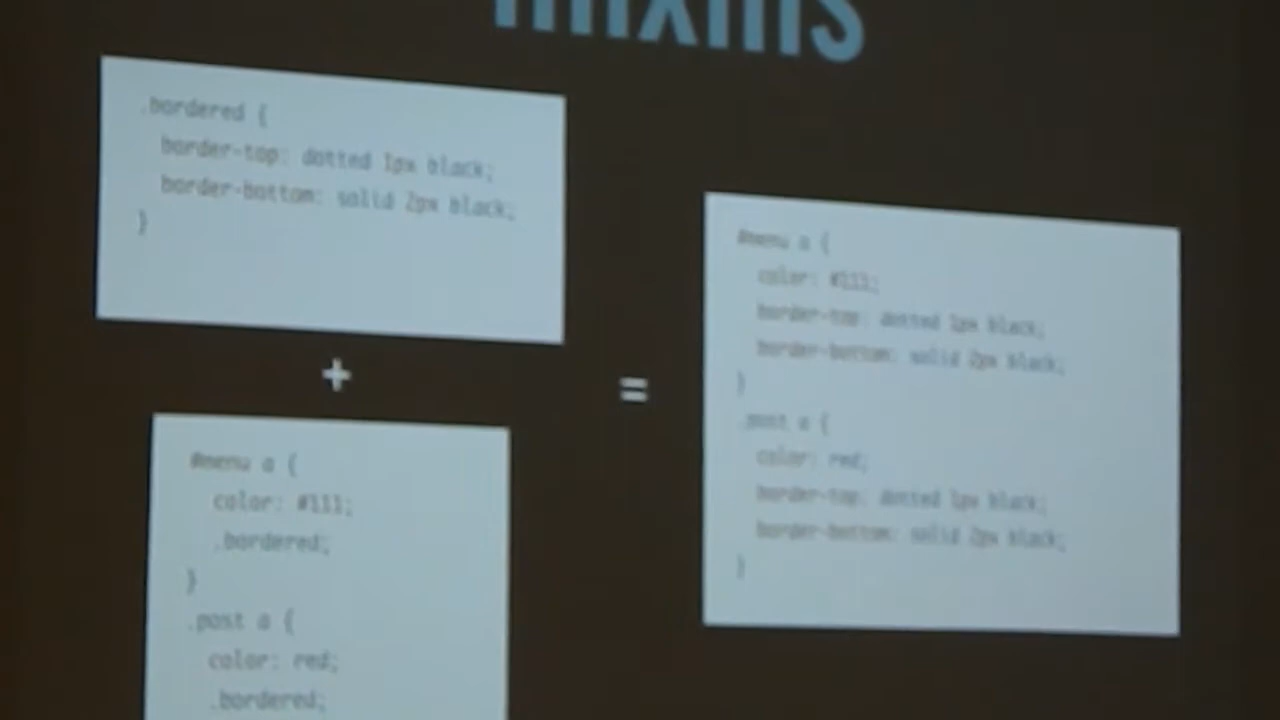 mixins
.bordered {
border-top: dotted 1px black;
border-bottom: solid 2px black;
}
+
#menu a {
color: #111;
.bordered;
}
.post a {
color: red;
.bordered;
=
#menu a {
color: #111;
border-top: dotted 1px black;
border-bottom: solid 2px black;
}
.post a {
color: red;
border-top: dotted 1px black;
border-bottom: solid 2px black;
}